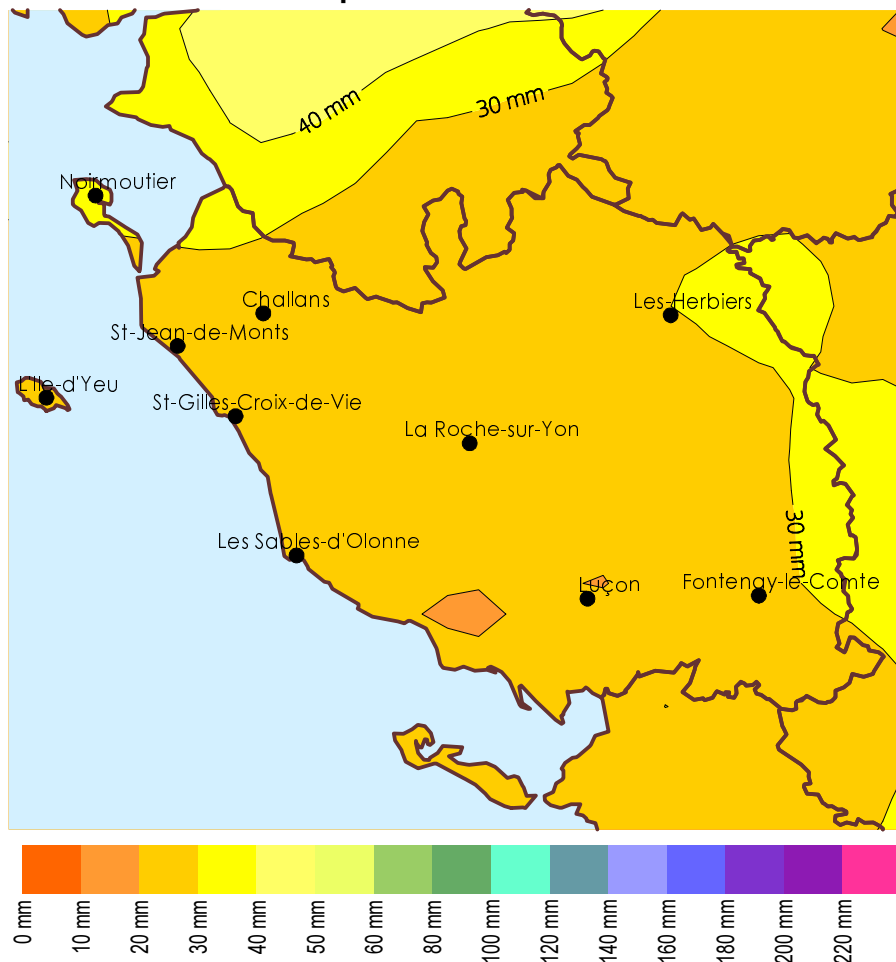 40 mm
30 mm
Noirmoutier
Challans
Les-Herbiers
St-Jean-de-Monts
L'Ile-d'Yeu
St-Gilles-Croix-de-Vie
La Roche-sur-Yon
30 mm
Les Sables-d'Olonne
Luçon
Fontenay-le-Comte
0 mm
10 mm
20 mm
30 mm
40 mm
50 mm
60 mm
80 mm
100 mm
120 mm
140 mm
160 mm
180 mm
200 mm
220 mm